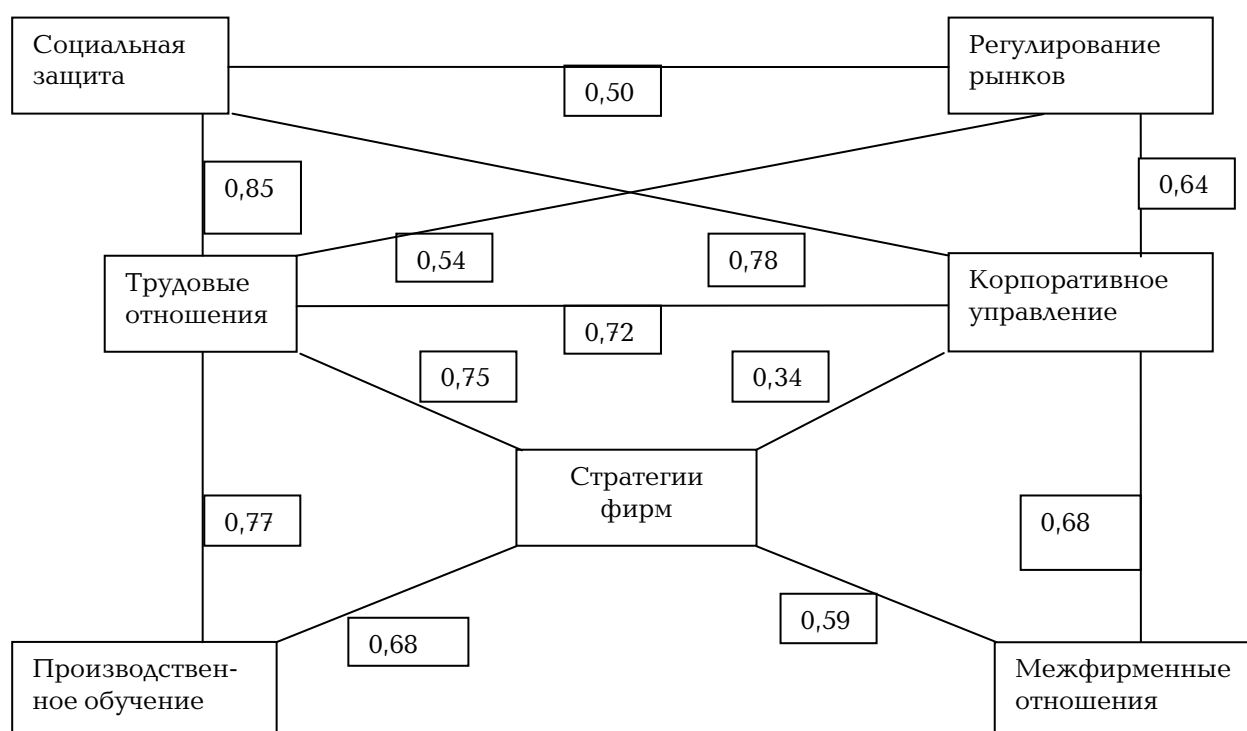 Социальная
защита
Регулирование
рынков
0,50
0,85
0,64
0,54
0,78
Трудовые
отношения
Корпоративное
управление
0,72
0,75
0,34
Стратегии
фирм
0,77
0,68
0,68
0,59
Производствен-
ное обучение
Межфирменные
отношения